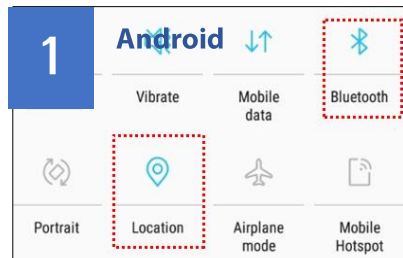 1 Android
Vibrate Mobile data Bluetooth
Portrait Location Airplane mode Mobile Hotspot